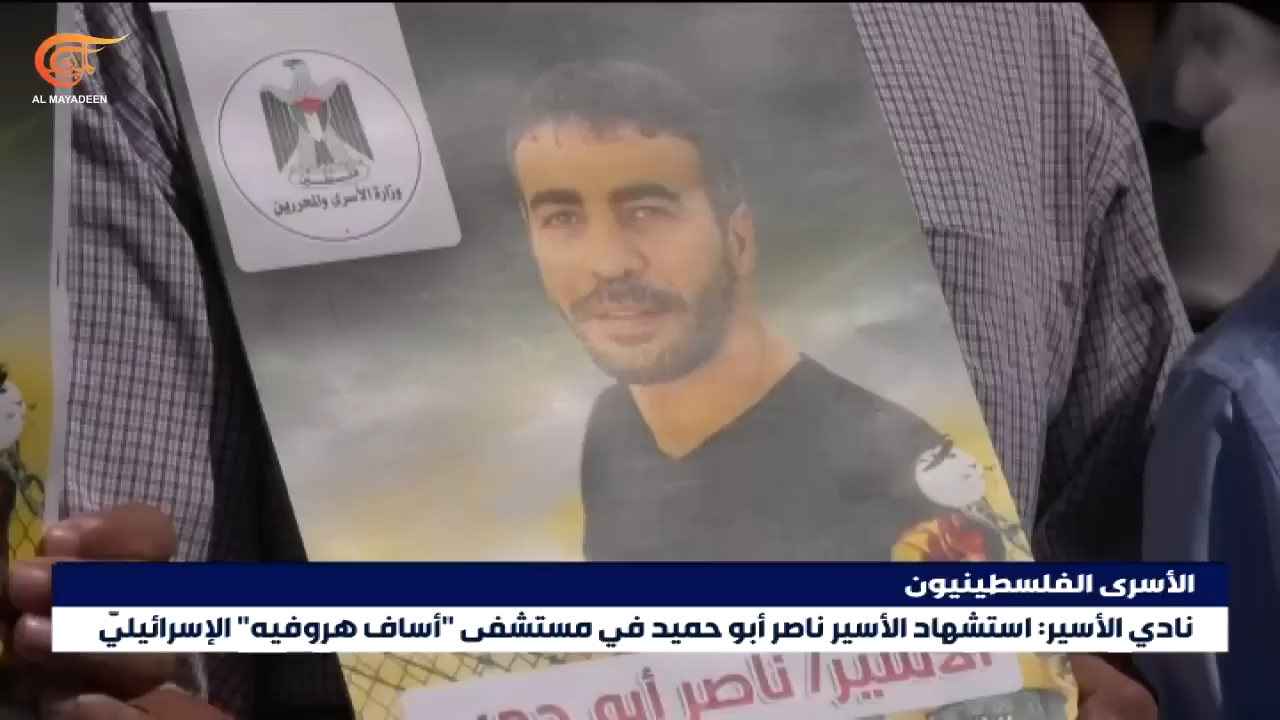 AL MAYADEEN
فلسطين
وزارة الأسرى والمحررين
الأسرى الفلسطينيون
نادي الأسير: استشهاد الأسير ناصر أبو حميد في مستشفى "أساف هروفيه" الإسرائيليّ
الأسير/ ناصر أبو